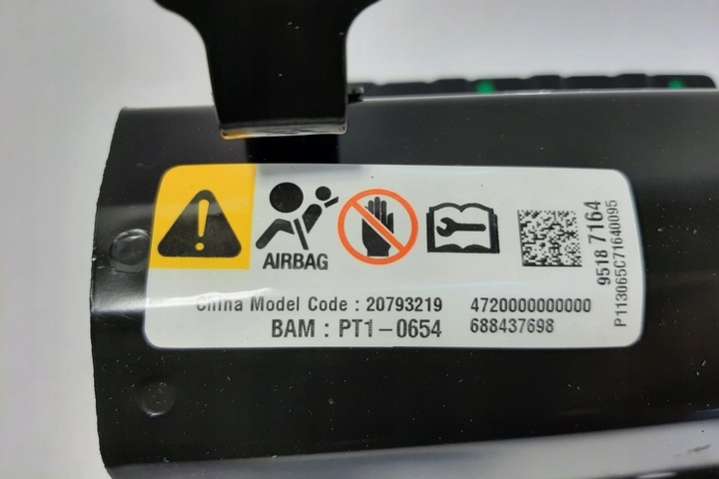 AIRBAG
China Model Code : 20793219
BAM : PT1-0654
4720000000000
688437698
9518 7164
P113065C71640095